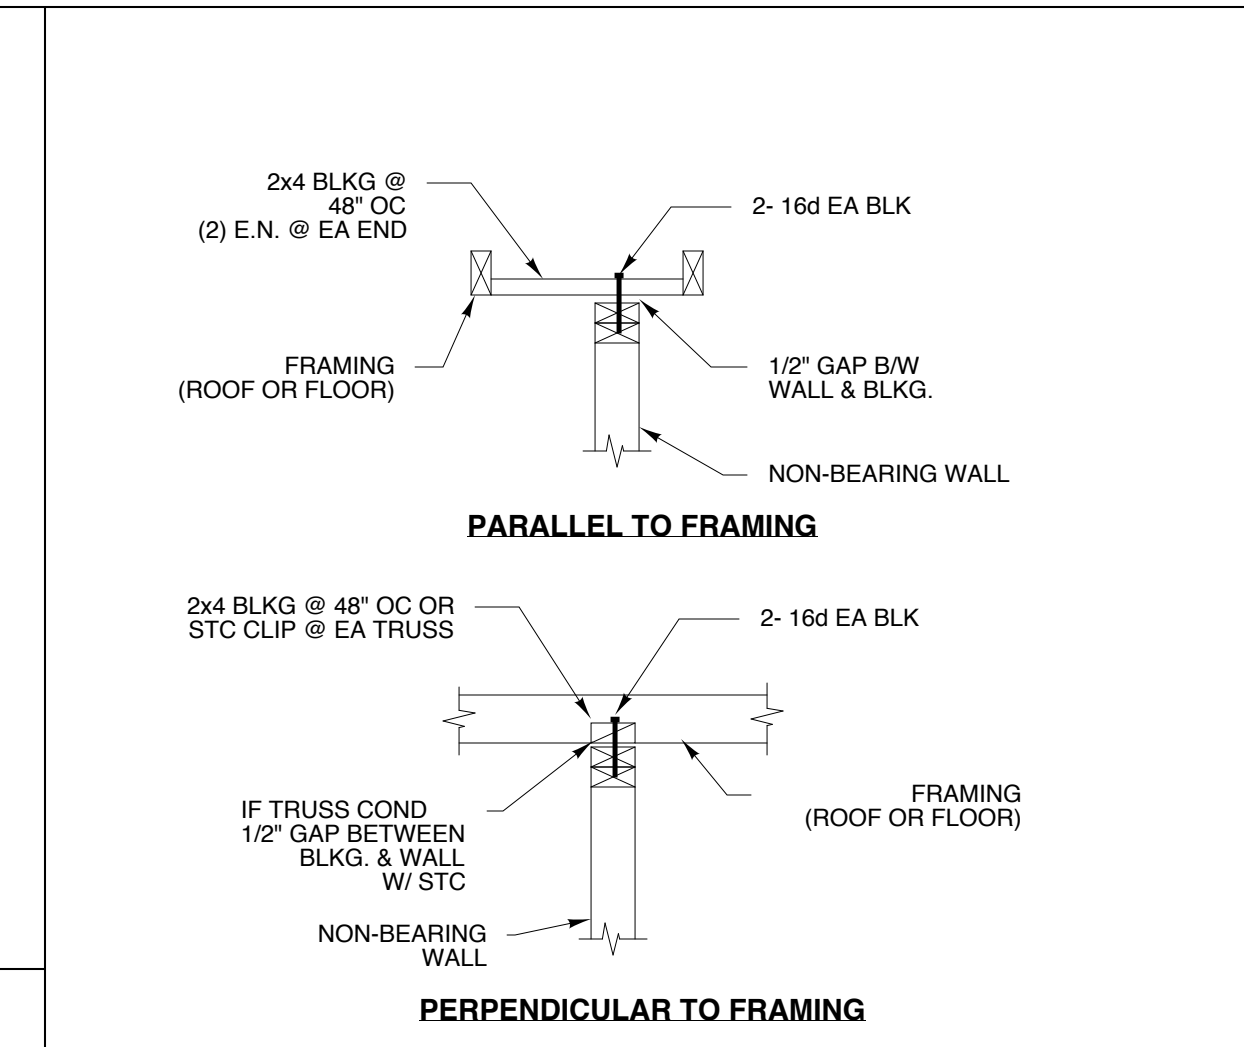 2x4 BLKG @
48" OC
(2) E.N. @ EA END
2- 16d EA BLK
FRAMING
(ROOF OR FLOOR)
1/2" GAP B/W
WALL & BLKG.
NON-BEARING WALL
PARALLEL TO FRAMING
2x4 BLKG @ 48" OC OR
STC CLIP @ EA TRUSS
2- 16d EA BLK
IF TRUSS COND
1/2" GAP BETWEEN
BLKG. & WALL
W/ STC
FRAMING
(ROOF OR FLOOR)
NON-BEARING
WALL
PERPENDICULAR TO FRAMING